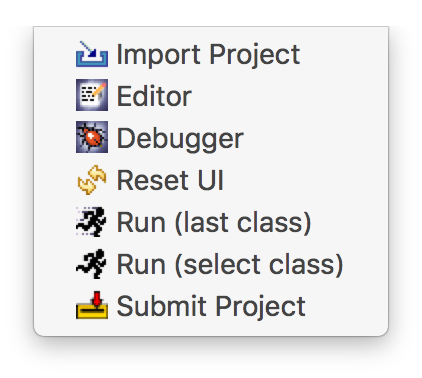 Import Project
Editor
Debugger
Reset UI
Run (last class)
Run (select class)
Submit Project